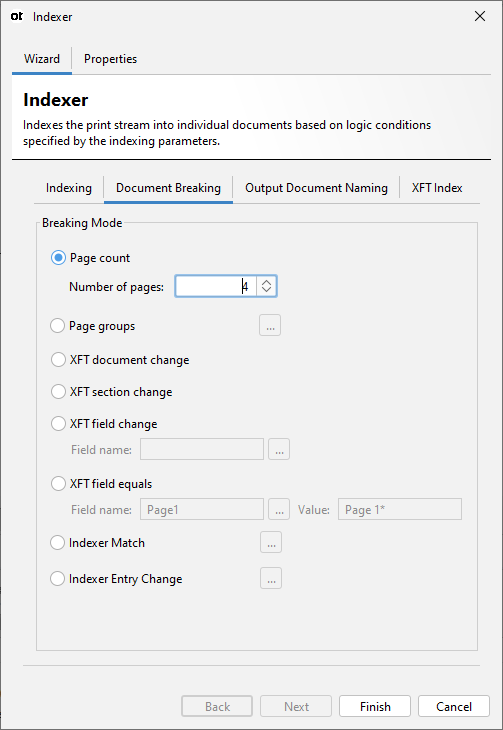 ot Indexer
Wizard Properties
Indexer
Indexes the print stream into individual documents based on logic conditions
specified by the indexing parameters.
Indexing Document Breaking Output Document Naming XFT Index
Breaking Mode
Page count
Number of pages: 4
Page groups ...
XFT document change
XFT section change
XFT field change
Field name: ...
XFT field equals
Field name: Page1 ... Value: Page 1*
Indexer Match ...
Indexer Entry Change ...
Back Next Finish Cancel